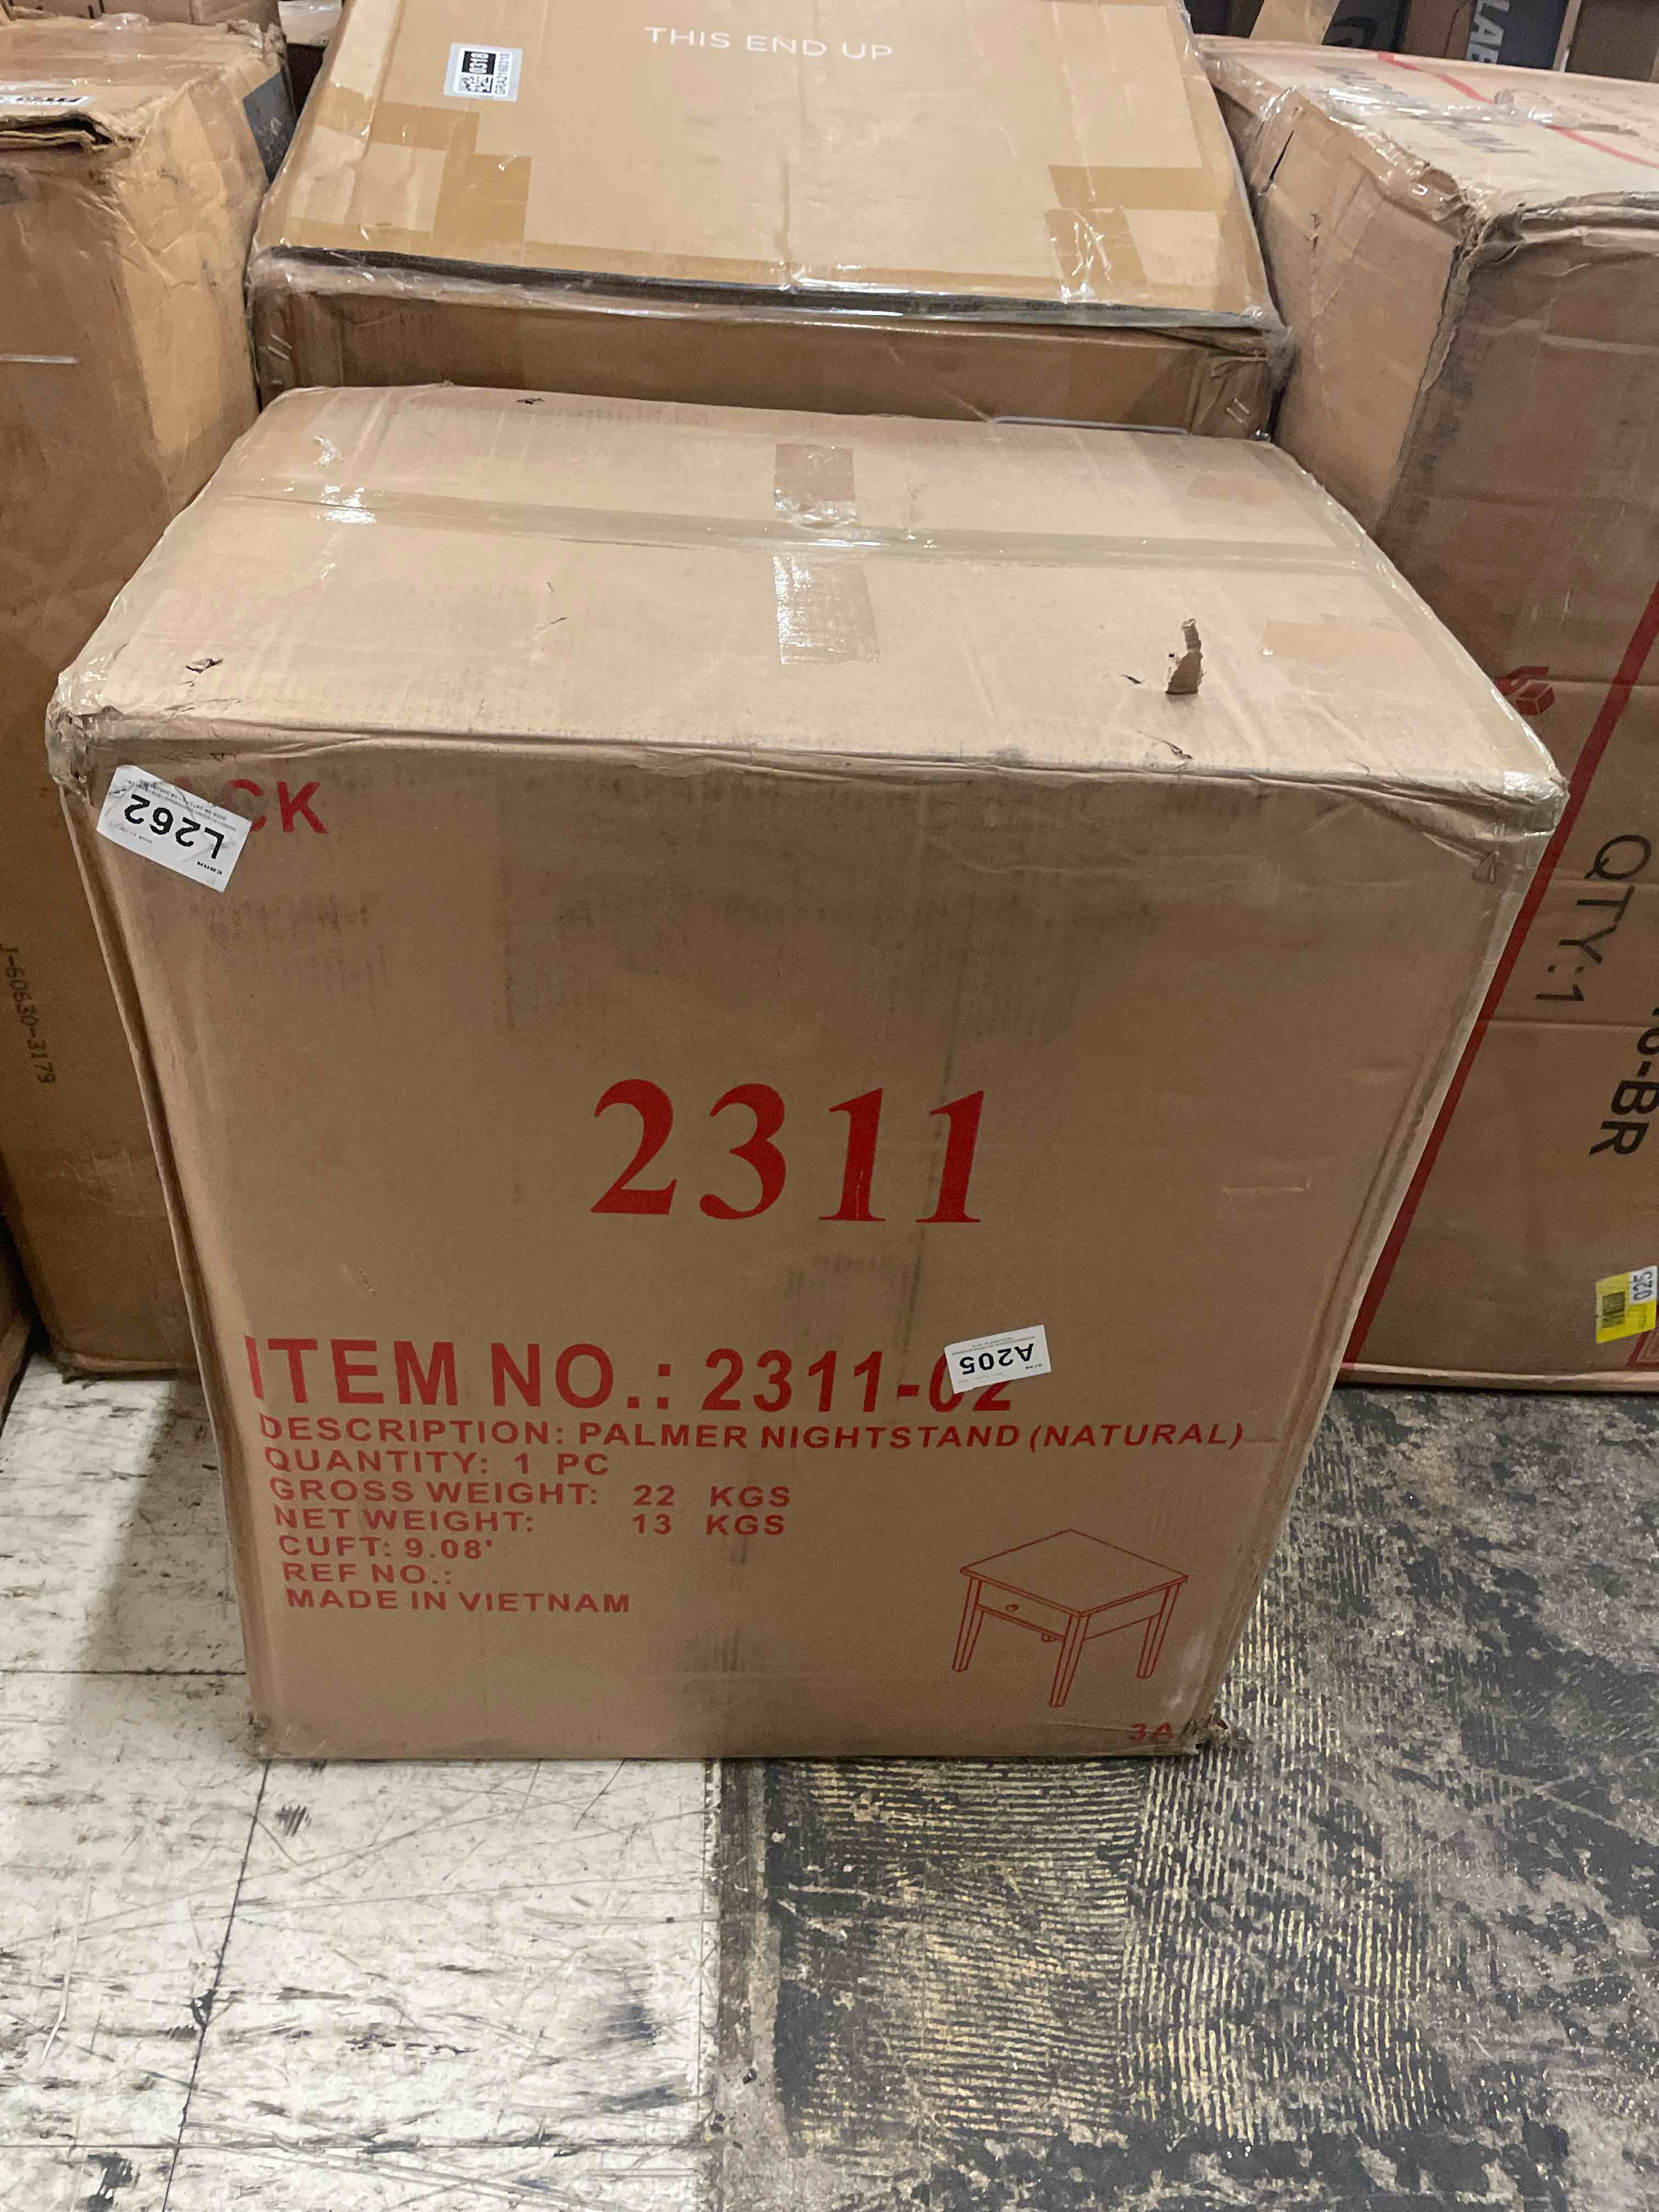 THIS END UP
0318
CK
L262
2311
ITEM NO.: 2311-02
A205
DESCRIPTION: PALMER NIGHTSTAND (NATURAL)
QUANTITY: 1 PC
GROSS WEIGHT: 22 KGS
NET WEIGHT: 13 KGS
CUFT: 9.08'
REF NO.:
MADE IN VIETNAM
3A
J-60630-3179
QTY:1
-BR
025